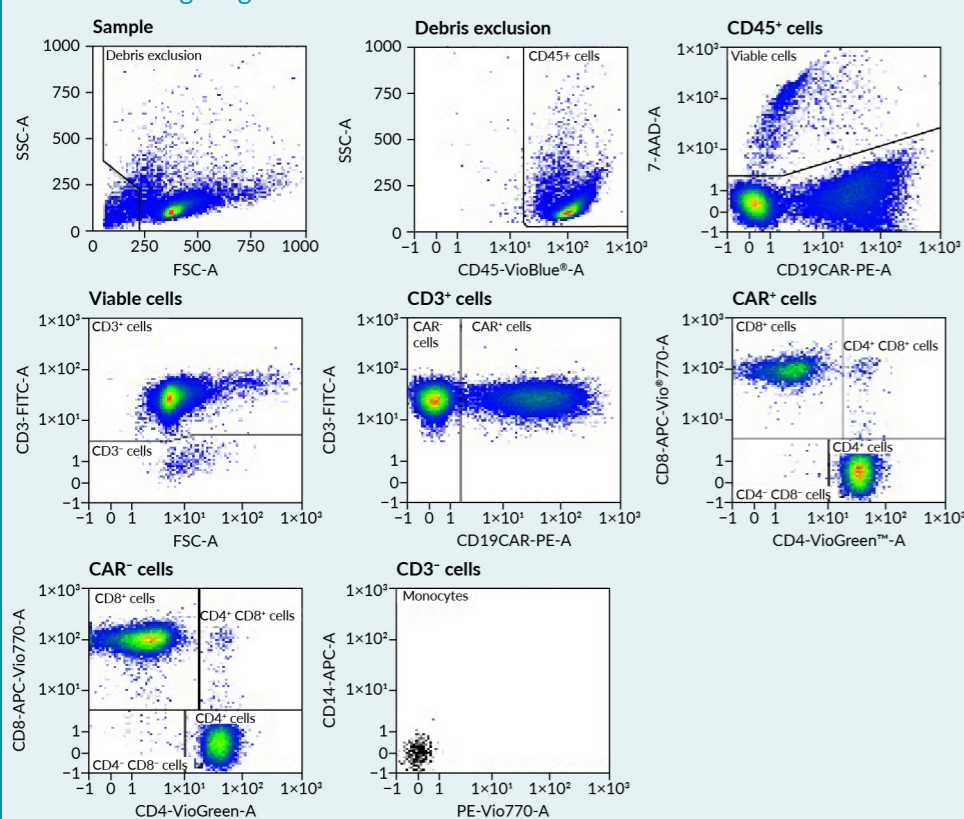 Sample
1000
750
500
250
0
SSC-A
Debris exclusion
0 250 500 750 1000
FSC-A
Debris exclusion
1000
750
500
250
0
SSC-A
CD45+ cells
−1 0 1 1×10¹ 1×10² 1×10³
CD45-VioBlue®-A
CD45⁺ cells
1×10³
1×10²
1×10¹
1
0
−1
7-AAD-A
Viable cells
−1 0 1 1×10¹ 1×10² 1×10³
CD19CAR-PE-A
Viable cells
1×10³
1×10²
1×10¹
1
0
−1
CD3-FITC-A
CD3⁺ cells
CD3⁻ cells
−1 0 1 1×10¹ 1×10² 1×10³
FSC-A
CD3⁺ cells
1×10³
1×10²
1×10¹
1
0
−1
CD3-FITC-A
CAR⁻
cells
CAR⁺ cells
−1 0 1 1×10¹ 1×10² 1×10³
CD19CAR-PE-A
CAR⁺ cells
1×10³
1×10²
1×10¹
1
0
−1
CD8-APC-Vio®770-A
CD8⁺ cells
CD4⁺ CD8⁺ cells
CD4⁺ cells
CD4⁻ CD8⁻ cells
−1 0 1 1×10¹ 1×10² 1×10³
CD4-VioGreen™-A
CAR⁻ cells
1×10³
1×10²
1×10¹
1
0
−1
CD8-APC-Vio770-A
CD8⁺ cells
CD4⁺ CD8⁺ cells
CD4⁺ cells
CD4⁻ CD8⁻ cells
−1 0 1 1×10¹ 1×10² 1×10³
CD4-VioGreen-A
CD3⁻ cells
1×10³
1×10²
1×10¹
1
0
−1
CD14-APC-A
Monocytes
−1 0 1 1×10¹ 1×10² 1×10³
PE-Vio770-A